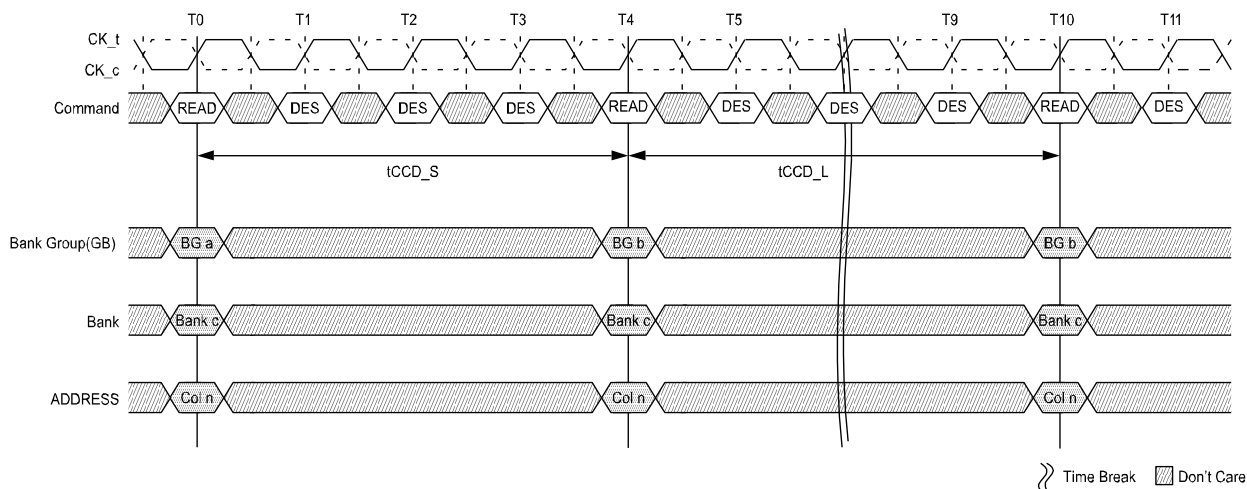 T0 T1 T2 T3 T4 T5 T9 T10 T11
CK_t
CK_c
Command READ DES DES DES READ DES DES DES READ DES
tCCD_S tCCD_L
Bank Group(GB) BG a BG b BG b
Bank Bank c Bank c Bank c
ADDRESS Col n Col n Col n
Time Break Don't Care